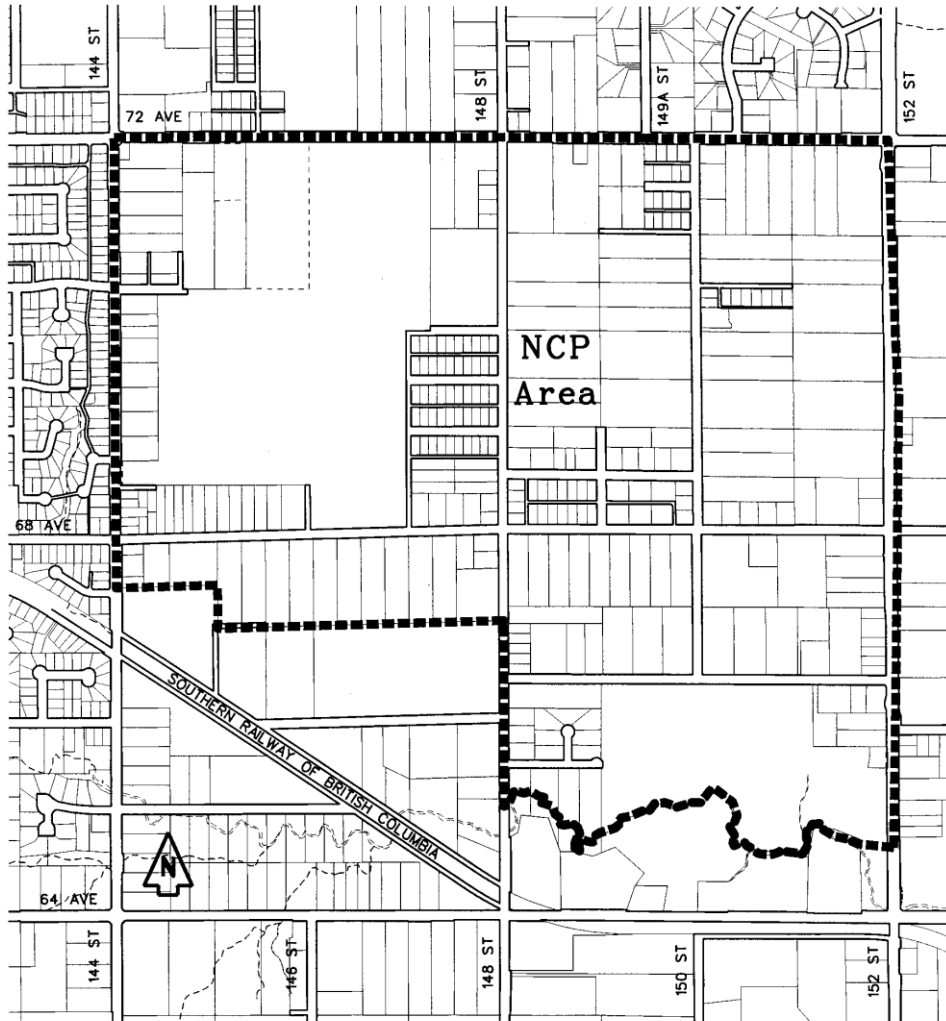 144 ST
72 AVE
148 ST
149A ST
152 ST
NCP
Area
68 AVE
SOUTHERN RAILWAY OF BRITISH COLUMBIA
N
64 AVE
144 ST
146 ST
148 ST
150 ST
152 ST